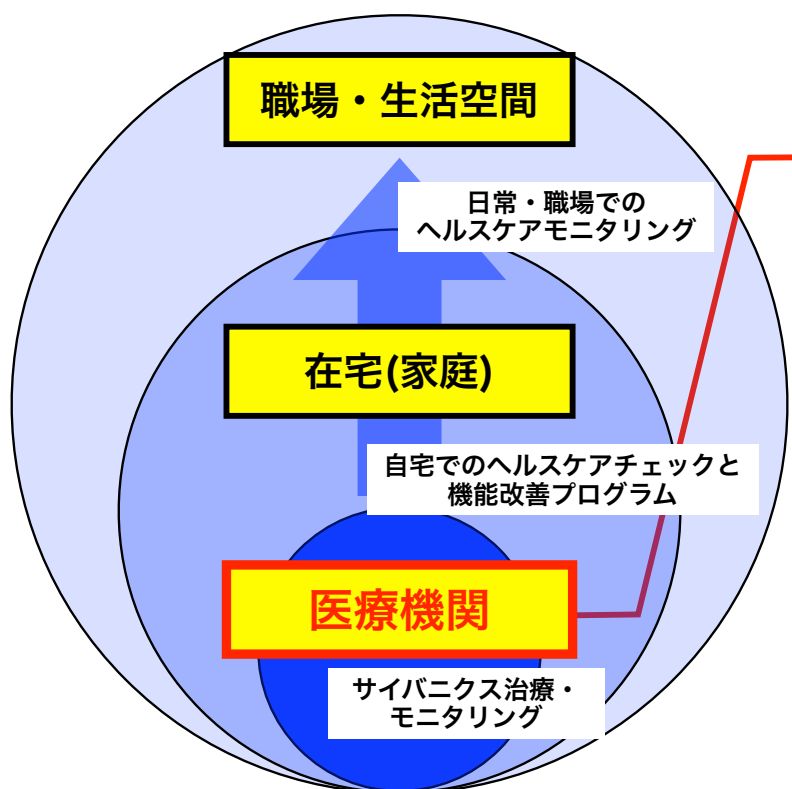 職場・生活空間
日常・職場での
ヘルスケアモニタリング
在宅(家庭)
自宅でのヘルスケアチェックと
機能改善プログラム
医療機関
サイバニクス治療・
モニタリング